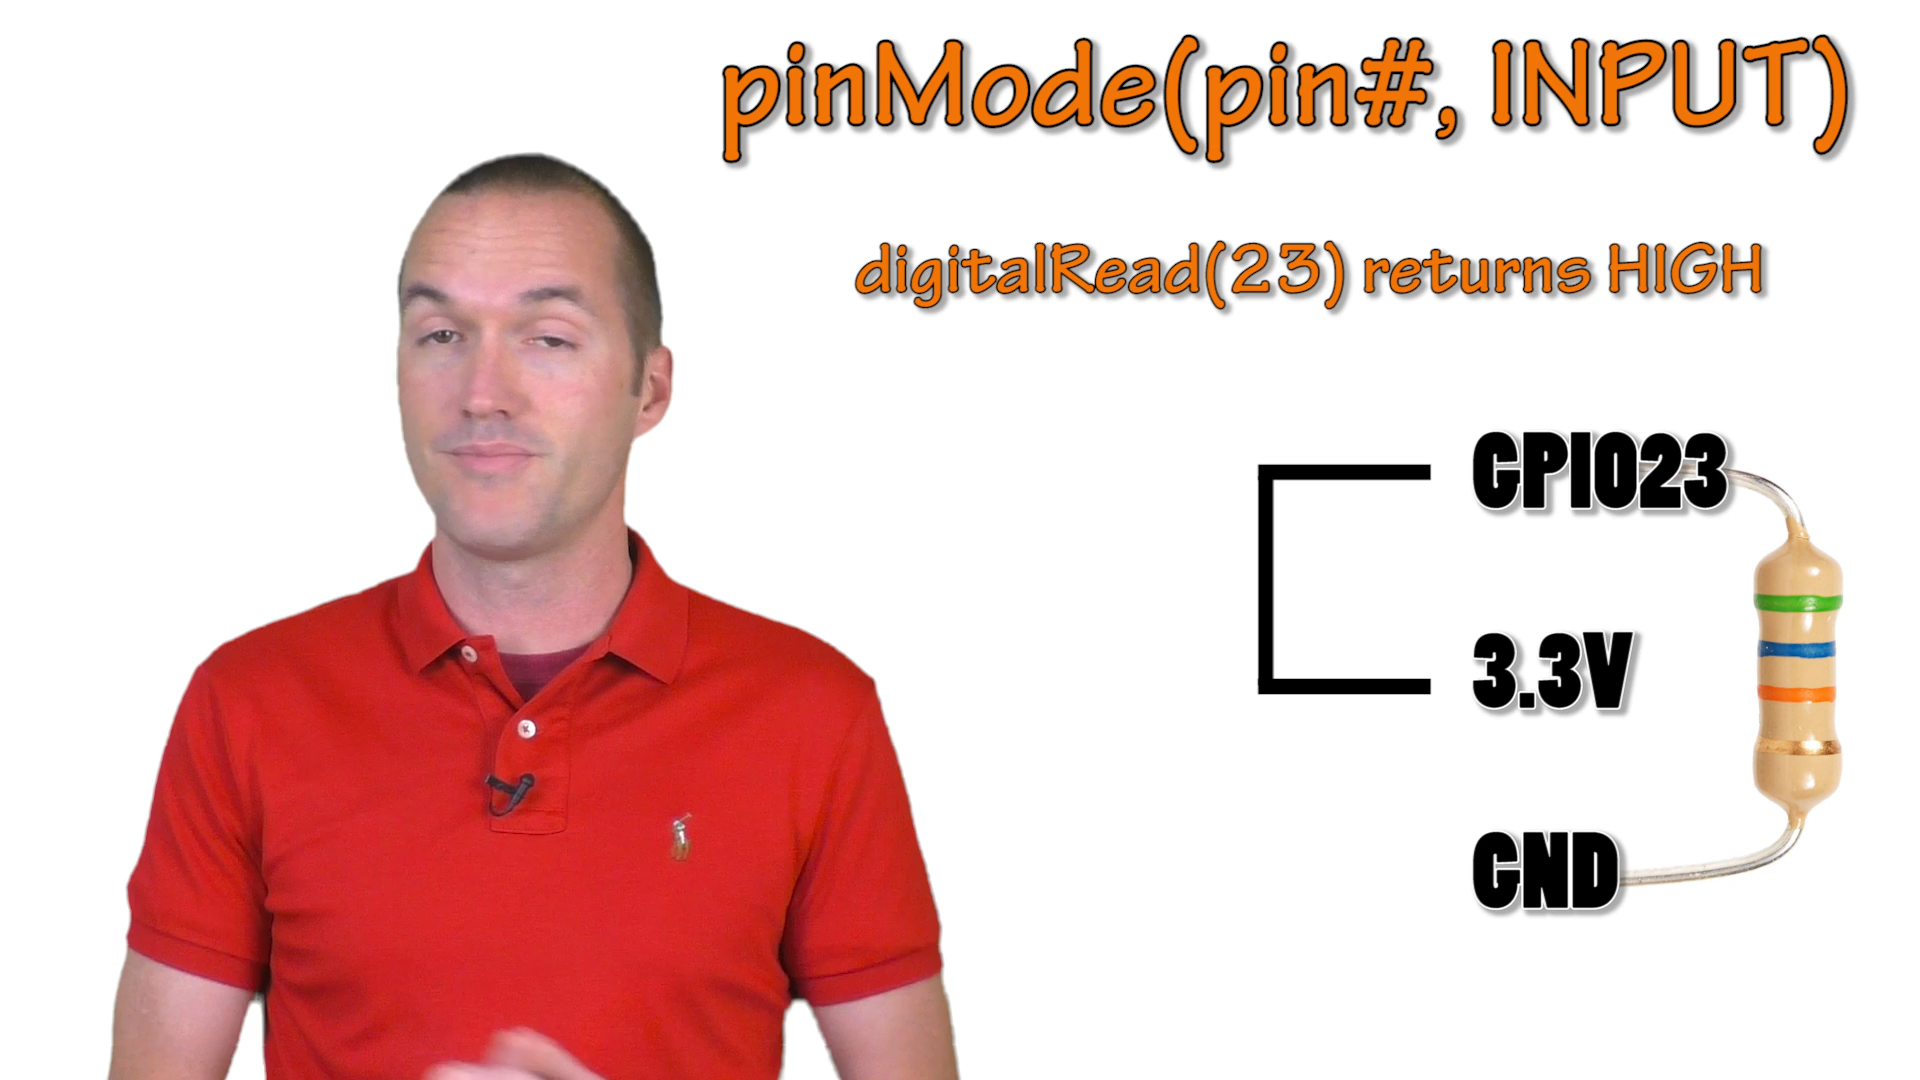 pinMode(pin#, INPUT)
digitalRead(23) returns HIGH
GPIO23
3.3V
GND